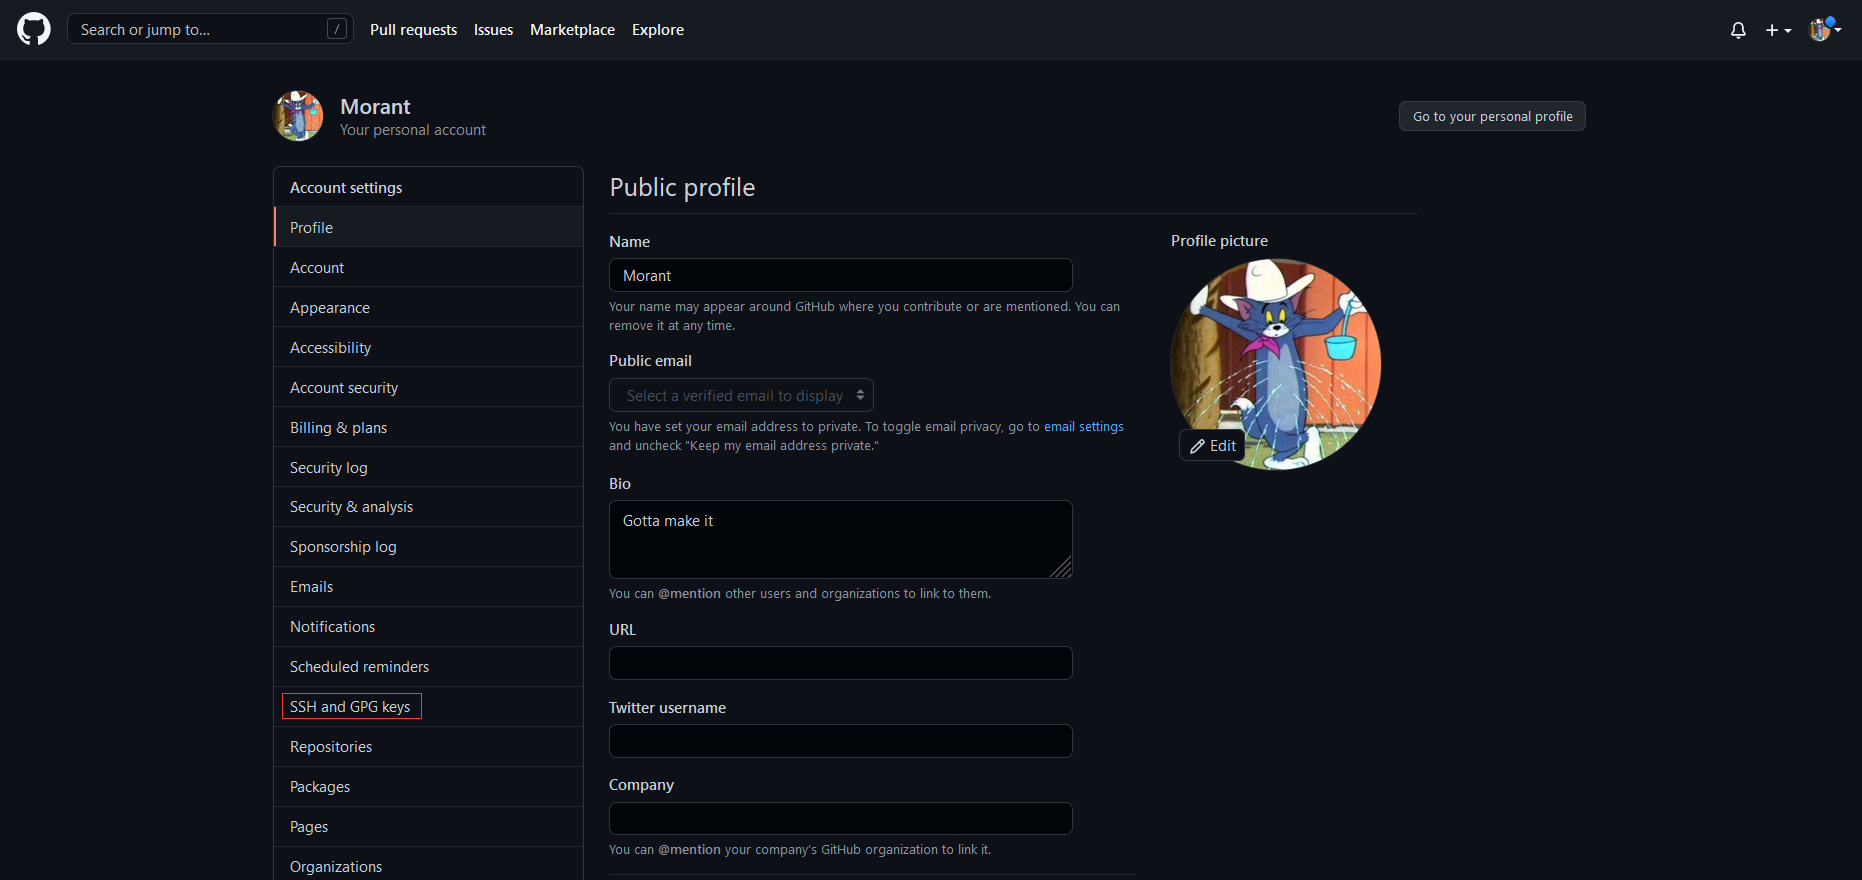 Search or jump to... /
Pull requests Issues Marketplace Explore
Morant
Your personal account
Go to your personal profile
Account settings
Profile
Account
Appearance
Accessibility
Account security
Billing & plans
Security log
Security & analysis
Sponsorship log
Emails
Notifications
Scheduled reminders
SSH and GPG keys
Repositories
Packages
Pages
Organizations
Public profile
Name
Morant
Your name may appear around GitHub where you contribute or are mentioned. You can
remove it at any time.
Public email
Select a verified email to display
You have set your email address to private. To toggle email privacy, go to email settings
and uncheck "Keep my email address private."
Bio
Gotta make it
You can @mention other users and organizations to link to them.
URL
Twitter username
Company
You can @mention your company's GitHub organization to link it.
Profile picture
Edit